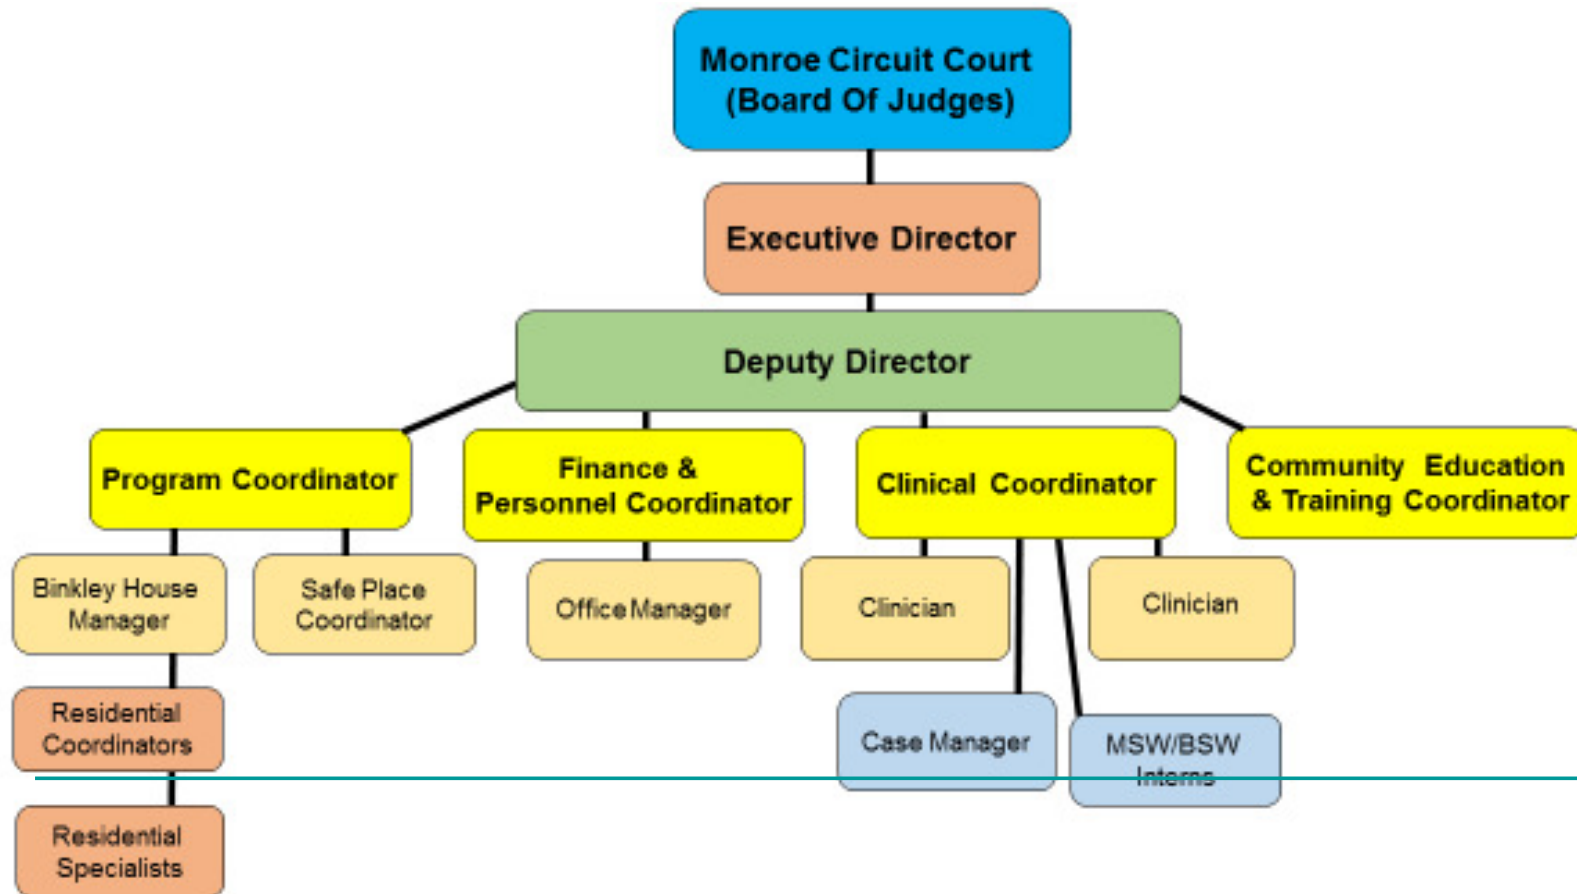 Monroe Circuit Court
(Board Of Judges)
Executive Director
Deputy Director
Program Coordinator
Finance &
Personnel Coordinator
Clinical Coordinator
Community Education
& Training Coordinator
Binkley House
Manager
Safe Place
Coordinator
Office Manager
Clinician
Clinician
Residential
Coordinators
Case Manager
MSW/BSW
Interns
Residential
Specialists